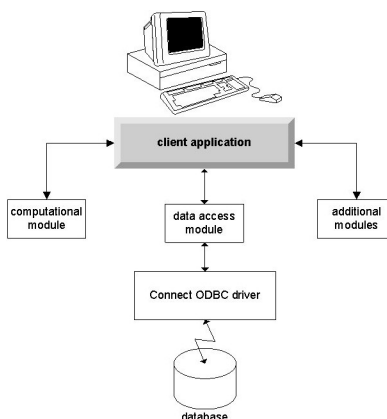 client application
computational
module
data access
module
additional
modules
Connect ODBC driver
database